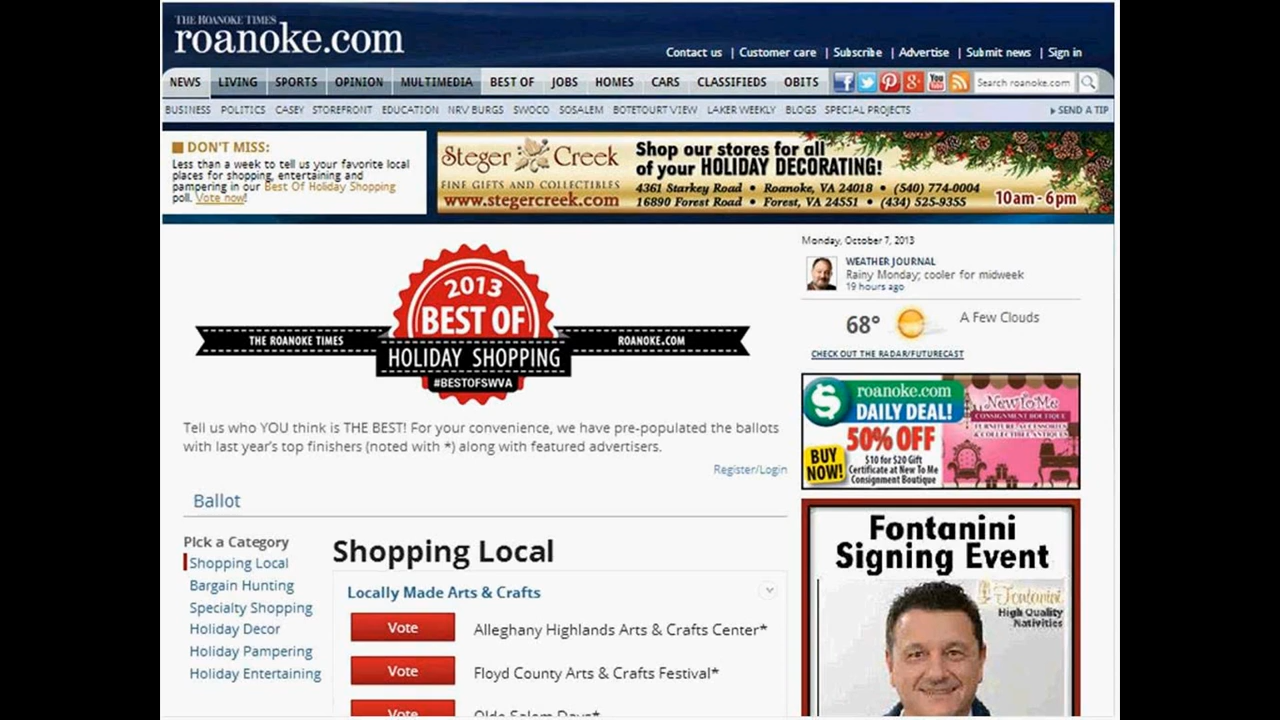 THE ROANOKE TIMES
roanoke.com
Contact us | Customer care | Subscribe | Advertise | Submit news | Sign in
NEWS LIVING SPORTS OPINION MULTIMEDIA BEST OF JOBS HOMES CARS CLASSIFIEDS OBITS Search roanoke.com
BUSINESS POLITICS CASEY STOREFRONT EDUCATION NRV BURGS SWOCO SOSALEM BOTETOURT VIEW LAKER WEEKLY BLOGS SPECIAL PROJECTS SEND A TIP
DON'T MISS:
Less than a week to tell us your favorite local
places for shopping, entertaining and
pampering in our Best Of Holiday Shopping
poll. Vote now!
Steger Creek
FINE GIFTS AND COLLECTIBLES
www.stegercreek.com
Shop our stores for all
of your HOLIDAY DECORATING!
4361 Starkey Road • Roanoke, VA 24018 • (540) 774-0004
16890 Forest Road • Forest, VA 24551 • (434) 525-9355
10am - 6pm
2013
BEST OF
THE ROANOKE TIMES
HOLIDAY SHOPPING
ROANOKE.COM
#BESTOFSWVA
Tell us who YOU think is THE BEST! For your convenience, we have pre-populated the ballots
with last year's top finishers (noted with *) along with featured advertisers.
Register/Login
Ballot
Pick a Category
Shopping Local
Bargain Hunting
Specialty Shopping
Holiday Decor
Holiday Pampering
Holiday Entertaining
Shopping Local
Locally Made Arts & Crafts
Vote Alleghany Highlands Arts & Crafts Center*
Vote Floyd County Arts & Crafts Festival*
Vote Olde Salem Days*
Monday, October 7, 2013
WEATHER JOURNAL
Rainy Monday; cooler for midweek
19 hours ago
68° A Few Clouds
CHECK OUT THE RADAR/FUTURECAST
$ roanoke.com
DAILY DEAL!
50% OFF
BUY
NOW!
$10 for $20 Gift
Certificate at New To Me
Consignment Boutique
NewToMe
CONSIGNMENT BOUTIQUE
FURNITURE, ACCESSORIES
& COLLECTIBLES, ANTIQUES
Fontanini
Signing Event
Fontanini
High Quality
Nativities